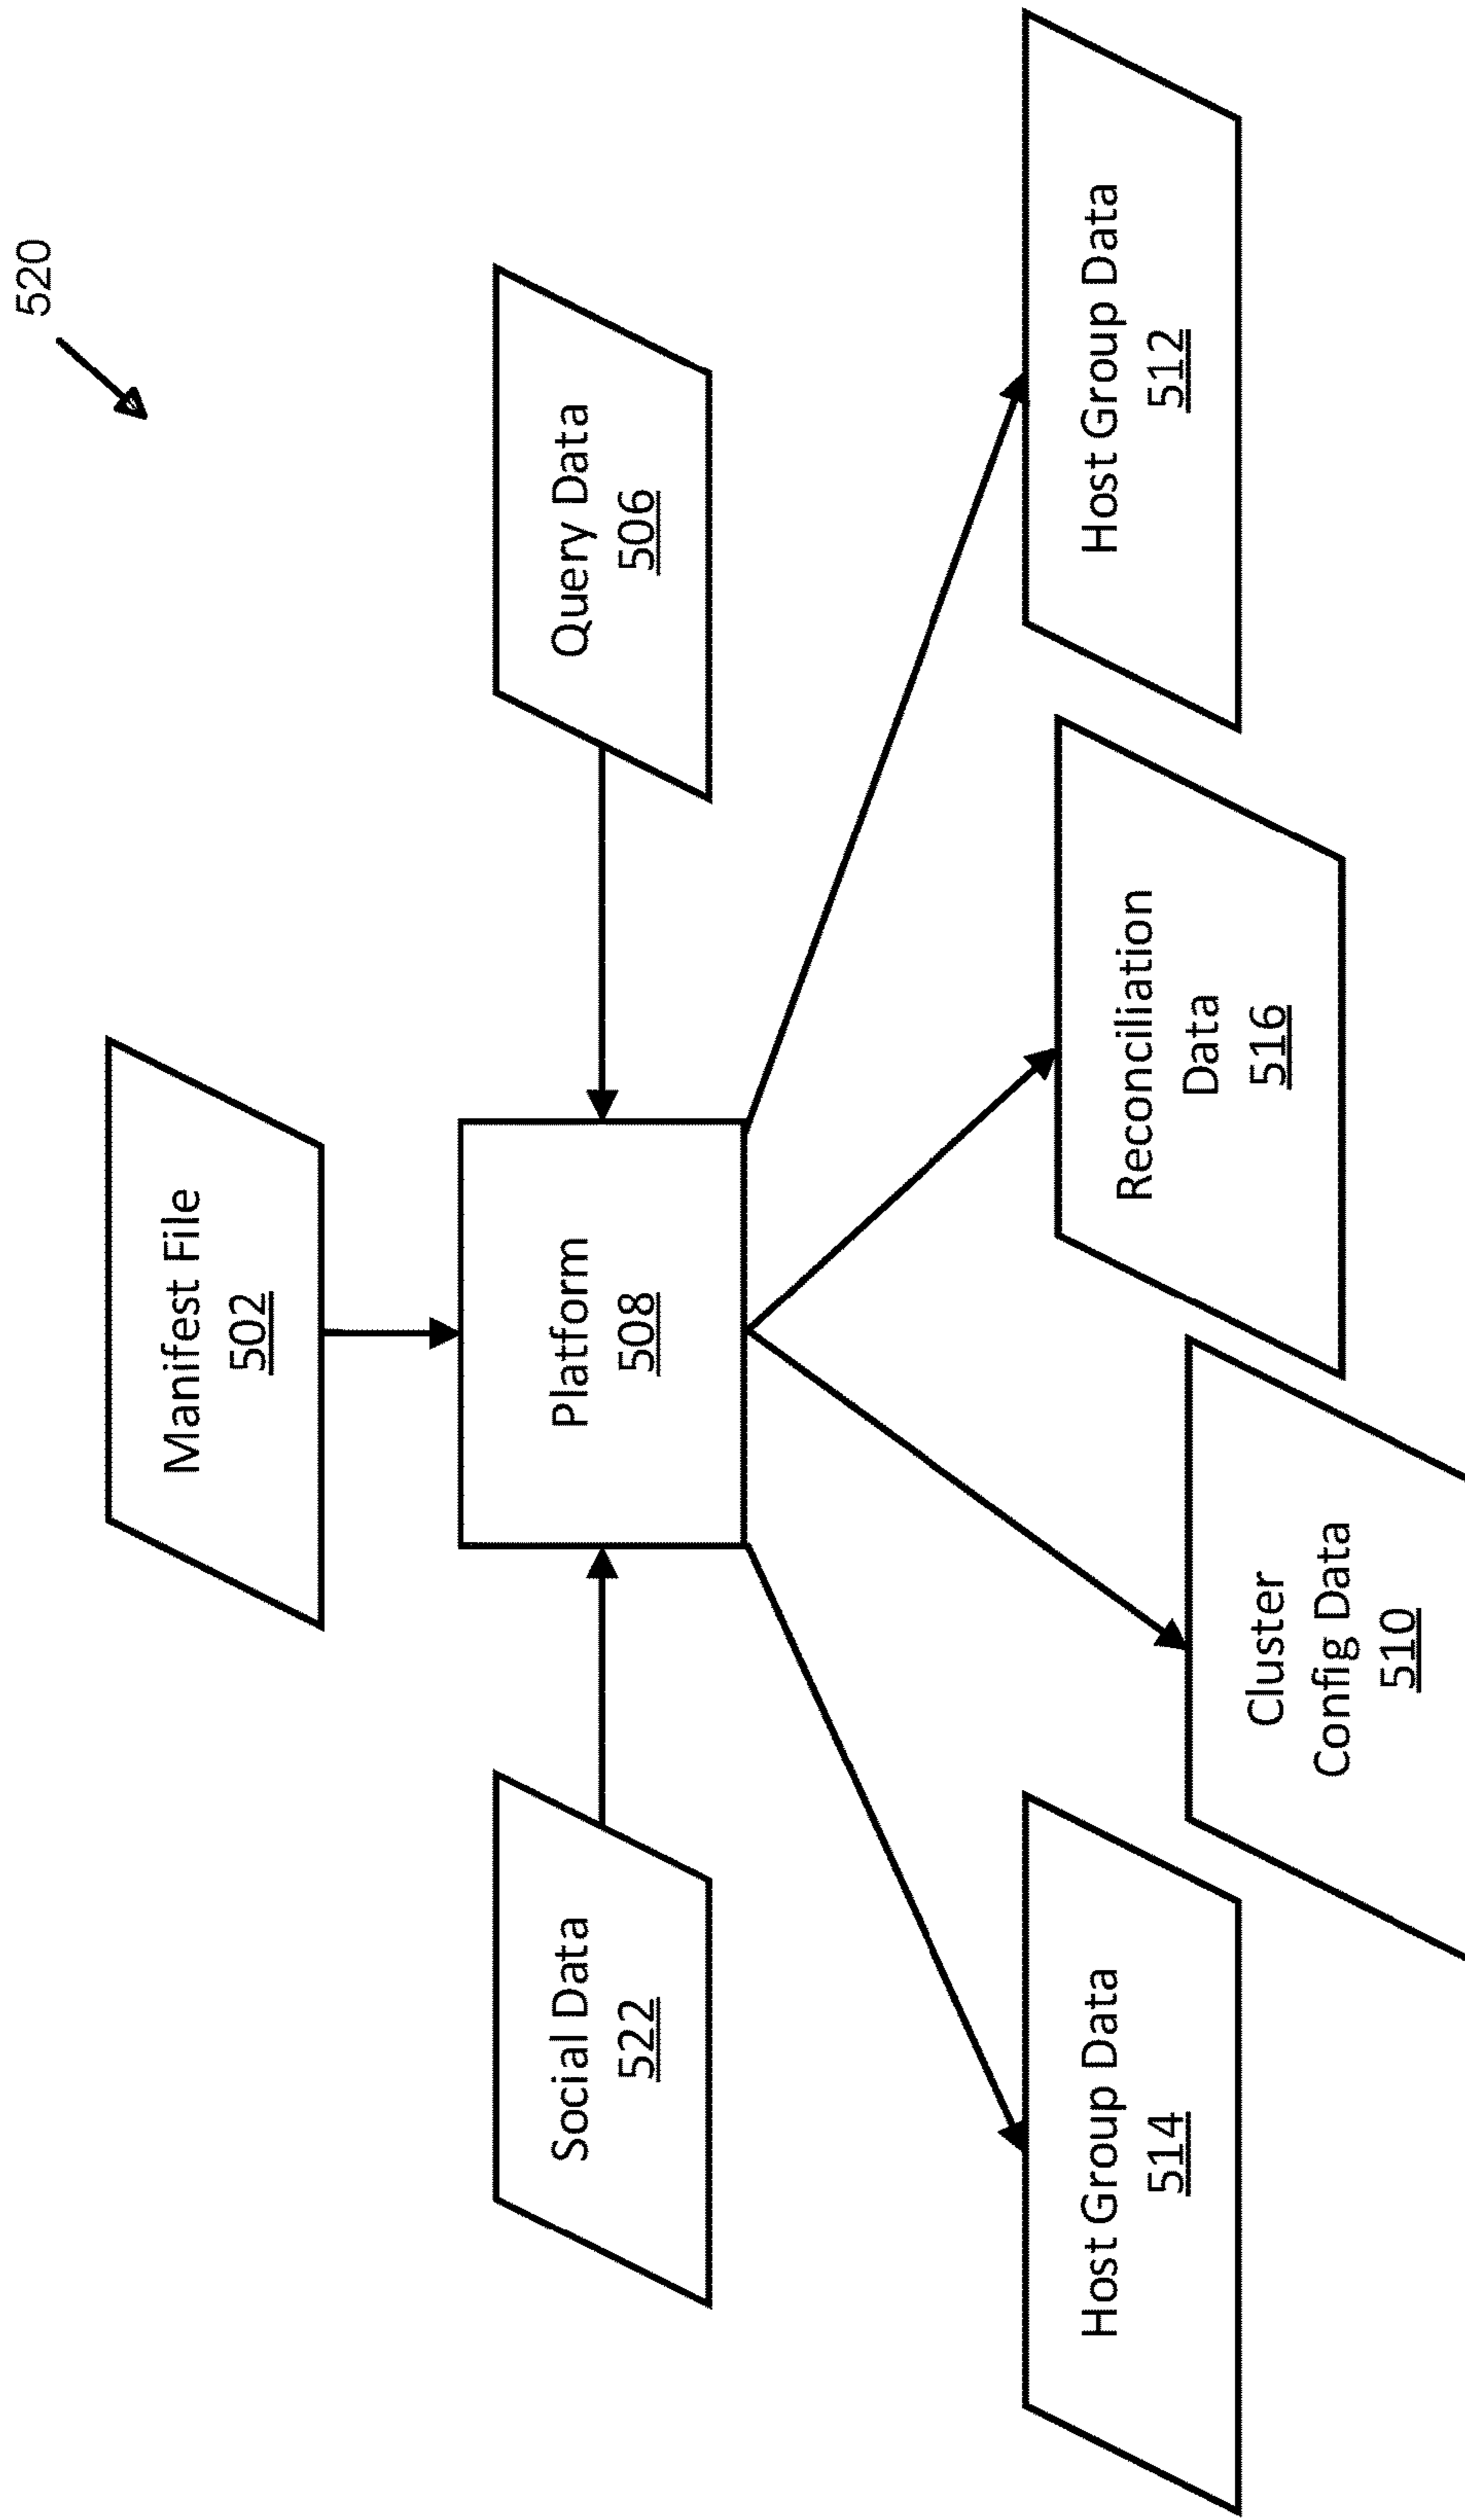 520
Manifest File
502
Social Data
522
Platform
508
Query Data
506
Host Group Data
514
Cluster
Config Data
510
Reconciliation
Data
516
Host Group Data
512